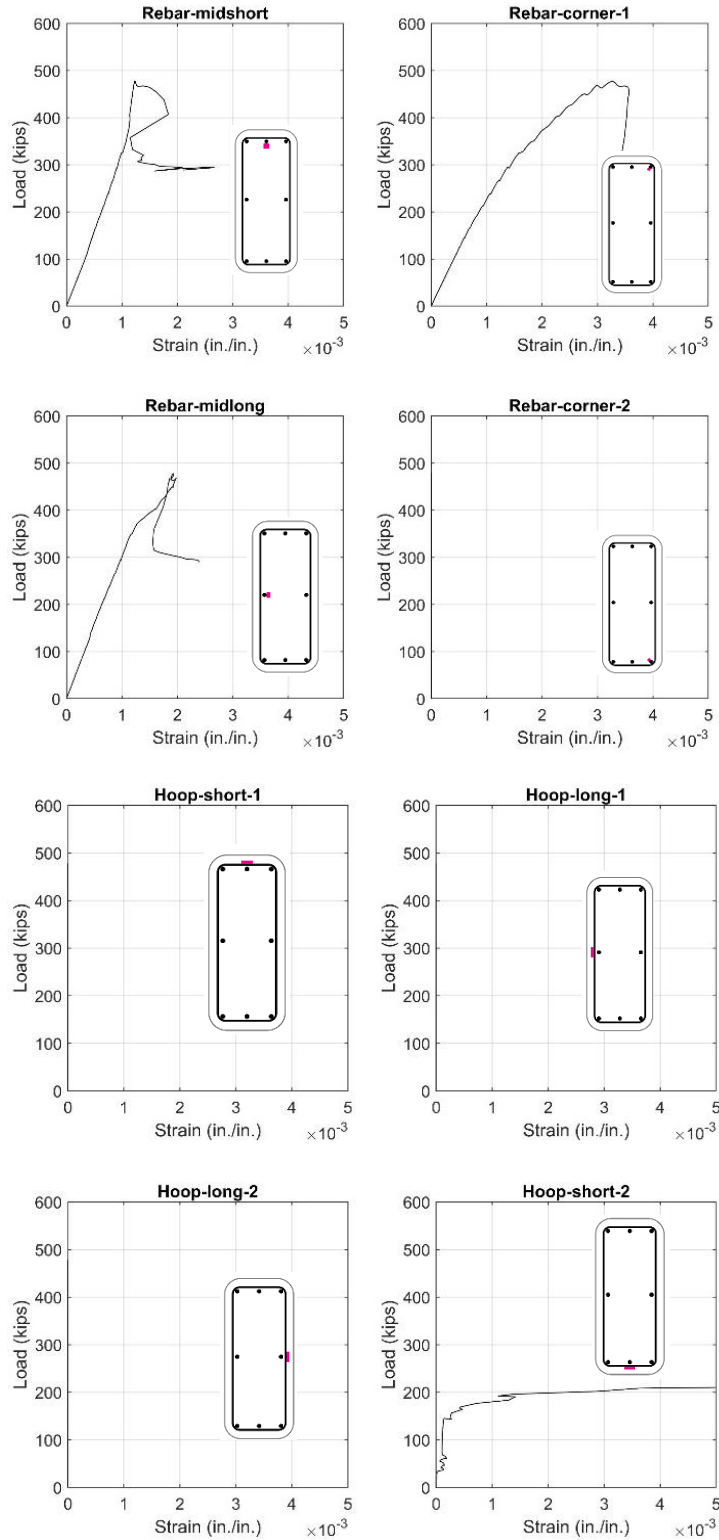 Rebar-midshort
600
500
400
300
200
100
0
Load (kips)
0 1 2 3 4 5
Strain (in./in.) ×10⁻³
Rebar-corner-1
600
500
400
300
200
100
0
Load (kips)
0 1 2 3 4 5
Strain (in./in.) ×10⁻³
Rebar-midlong
600
500
400
300
200
100
0
Load (kips)
0 1 2 3 4 5
Strain (in./in.) ×10⁻³
Rebar-corner-2
600
500
400
300
200
100
0
Load (kips)
0 1 2 3 4 5
Strain (in./in.) ×10⁻³
Hoop-short-1
600
500
400
300
200
100
0
Load (kips)
0 1 2 3 4 5
Strain (in./in.) ×10⁻³
Hoop-long-1
600
500
400
300
200
100
0
Load (kips)
0 1 2 3 4 5
Strain (in./in.) ×10⁻³
Hoop-long-2
600
500
400
300
200
100
0
Load (kips)
0 1 2 3 4 5
Strain (in./in.) ×10⁻³
Hoop-short-2
600
500
400
300
200
100
0
Load (kips)
0 1 2 3 4 5
Strain (in./in.) ×10⁻³